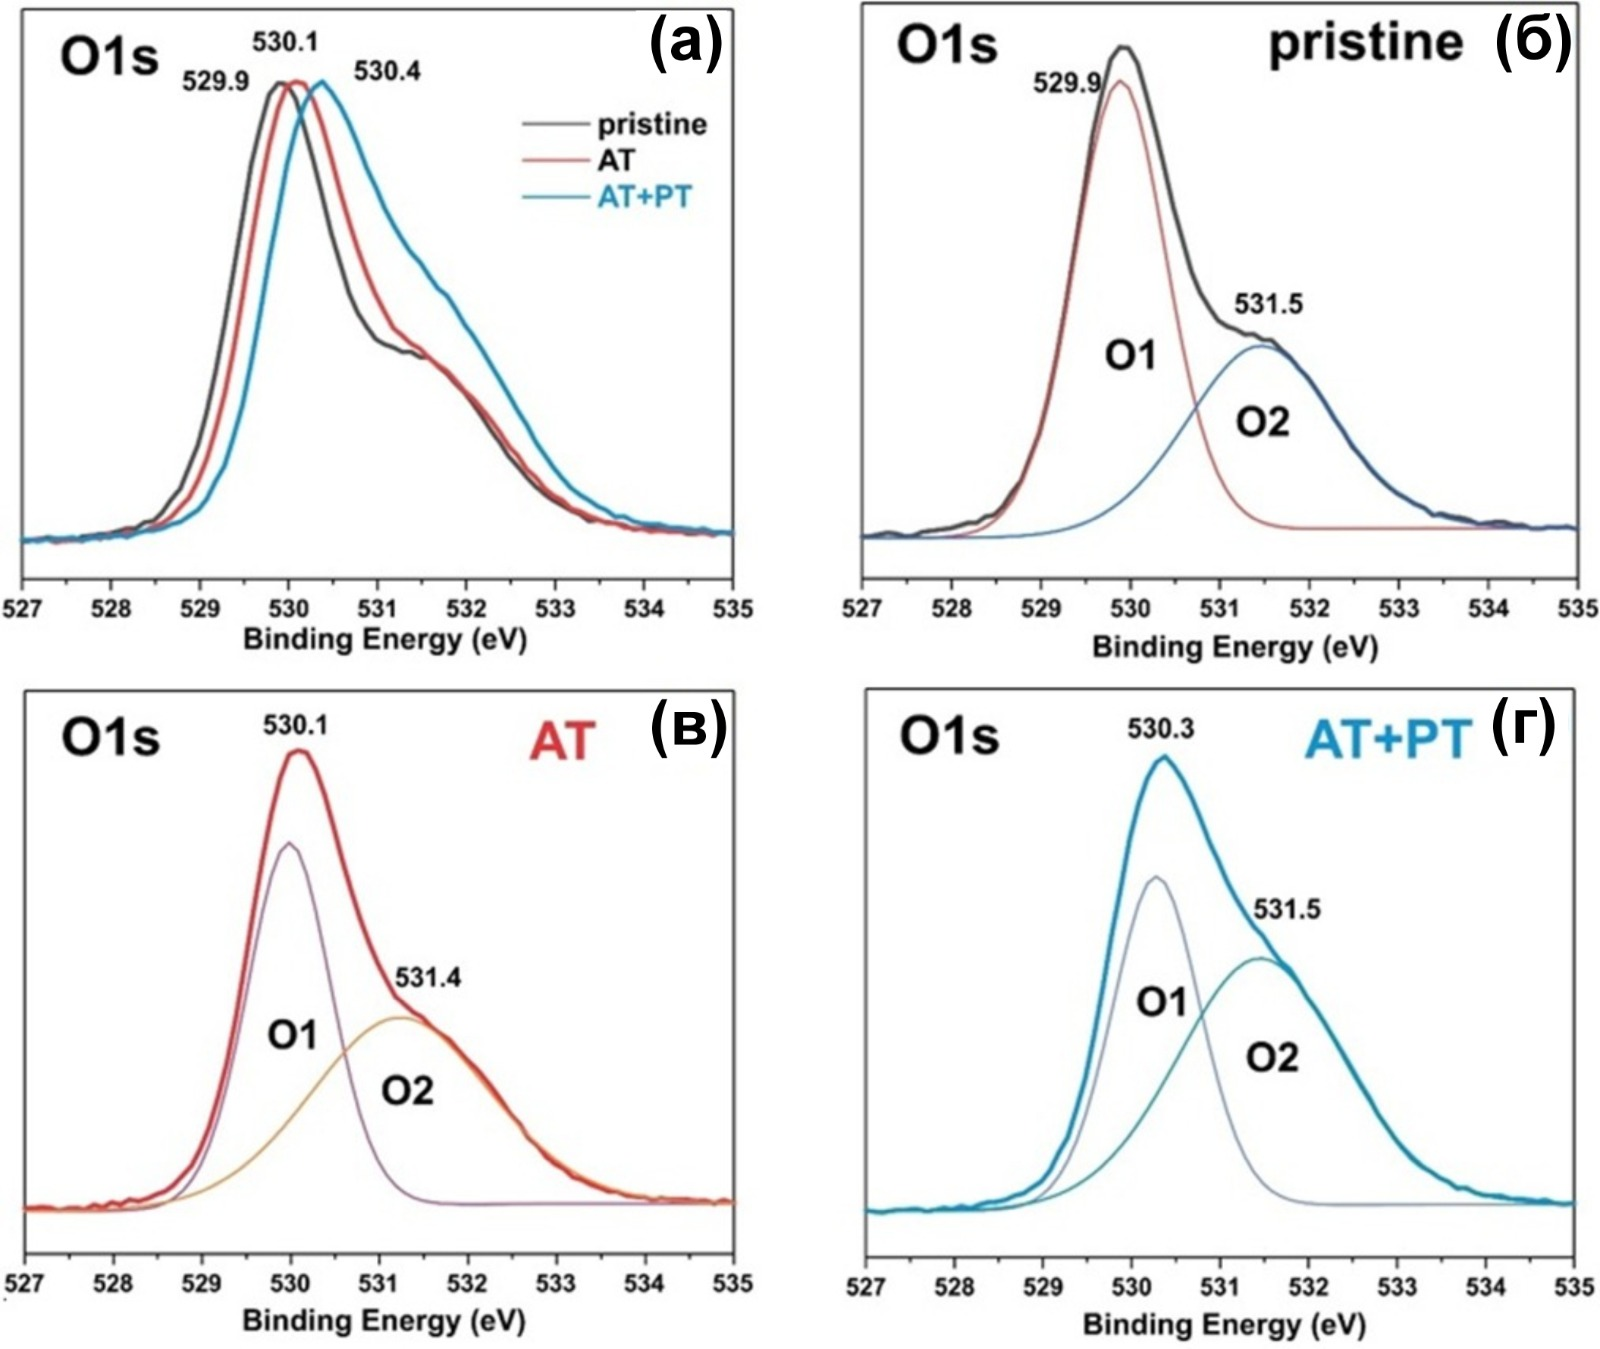 O1s
530.1
529.9
530.4
(а)
pristine
AT
AT+PT
527 528 529 530 531 532 533 534 535
Binding Energy (eV)
O1s
pristine (б)
529.9
531.5
O1
O2
527 528 529 530 531 532 533 534 535
Binding Energy (eV)
O1s
530.1
AT (в)
531.4
O1
O2
527 528 529 530 531 532 533 534 535
Binding Energy (eV)
O1s
530.3
AT+PT (г)
531.5
O1
O2
527 528 529 530 531 532 533 534 535
Binding Energy (eV)